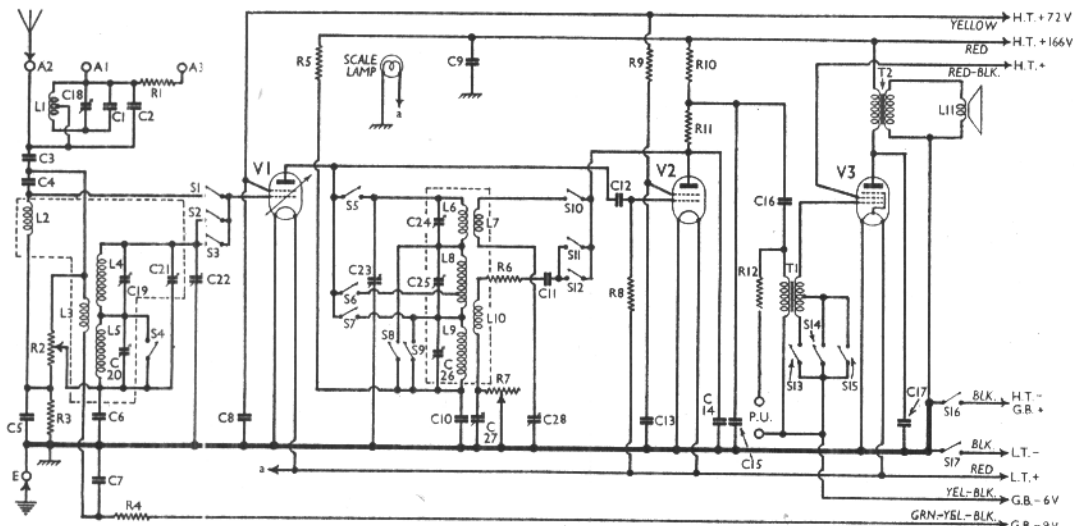 H.T.+72V
YELLOW
H.T.+166V
RED
H.T.+
RED-BLK.
A2
A1
A3
C18
L1
C1
C2
R1
R5
SCALE LAMP
a
C9
R9
R10
T2
L11
C3
C4
L2
S1
S2
S3
V1
R11
V2
V3
C12
C16
S5
C24
L6
L7
S10
L4
C21
C22
C19
L3
C23
L8
C25
R6
S11
S12
C11
R8
R12
T1
S6
S7
L5
S4
R2
C20
S8
S9
L9
L10
C26
R7
S14
S13
S15
C5
R3
C6
C8
C10
C27
C28
C13
C14
C15
P.U.
C17
S16
BLK.
H.T.-
G.B.+
E
C7
a
S17
BLK
L.T.-
RED
L.T.+
YEL-BLK.
G.B.-6V
R4
GRN-YEL-BLK.
G.B.-9V